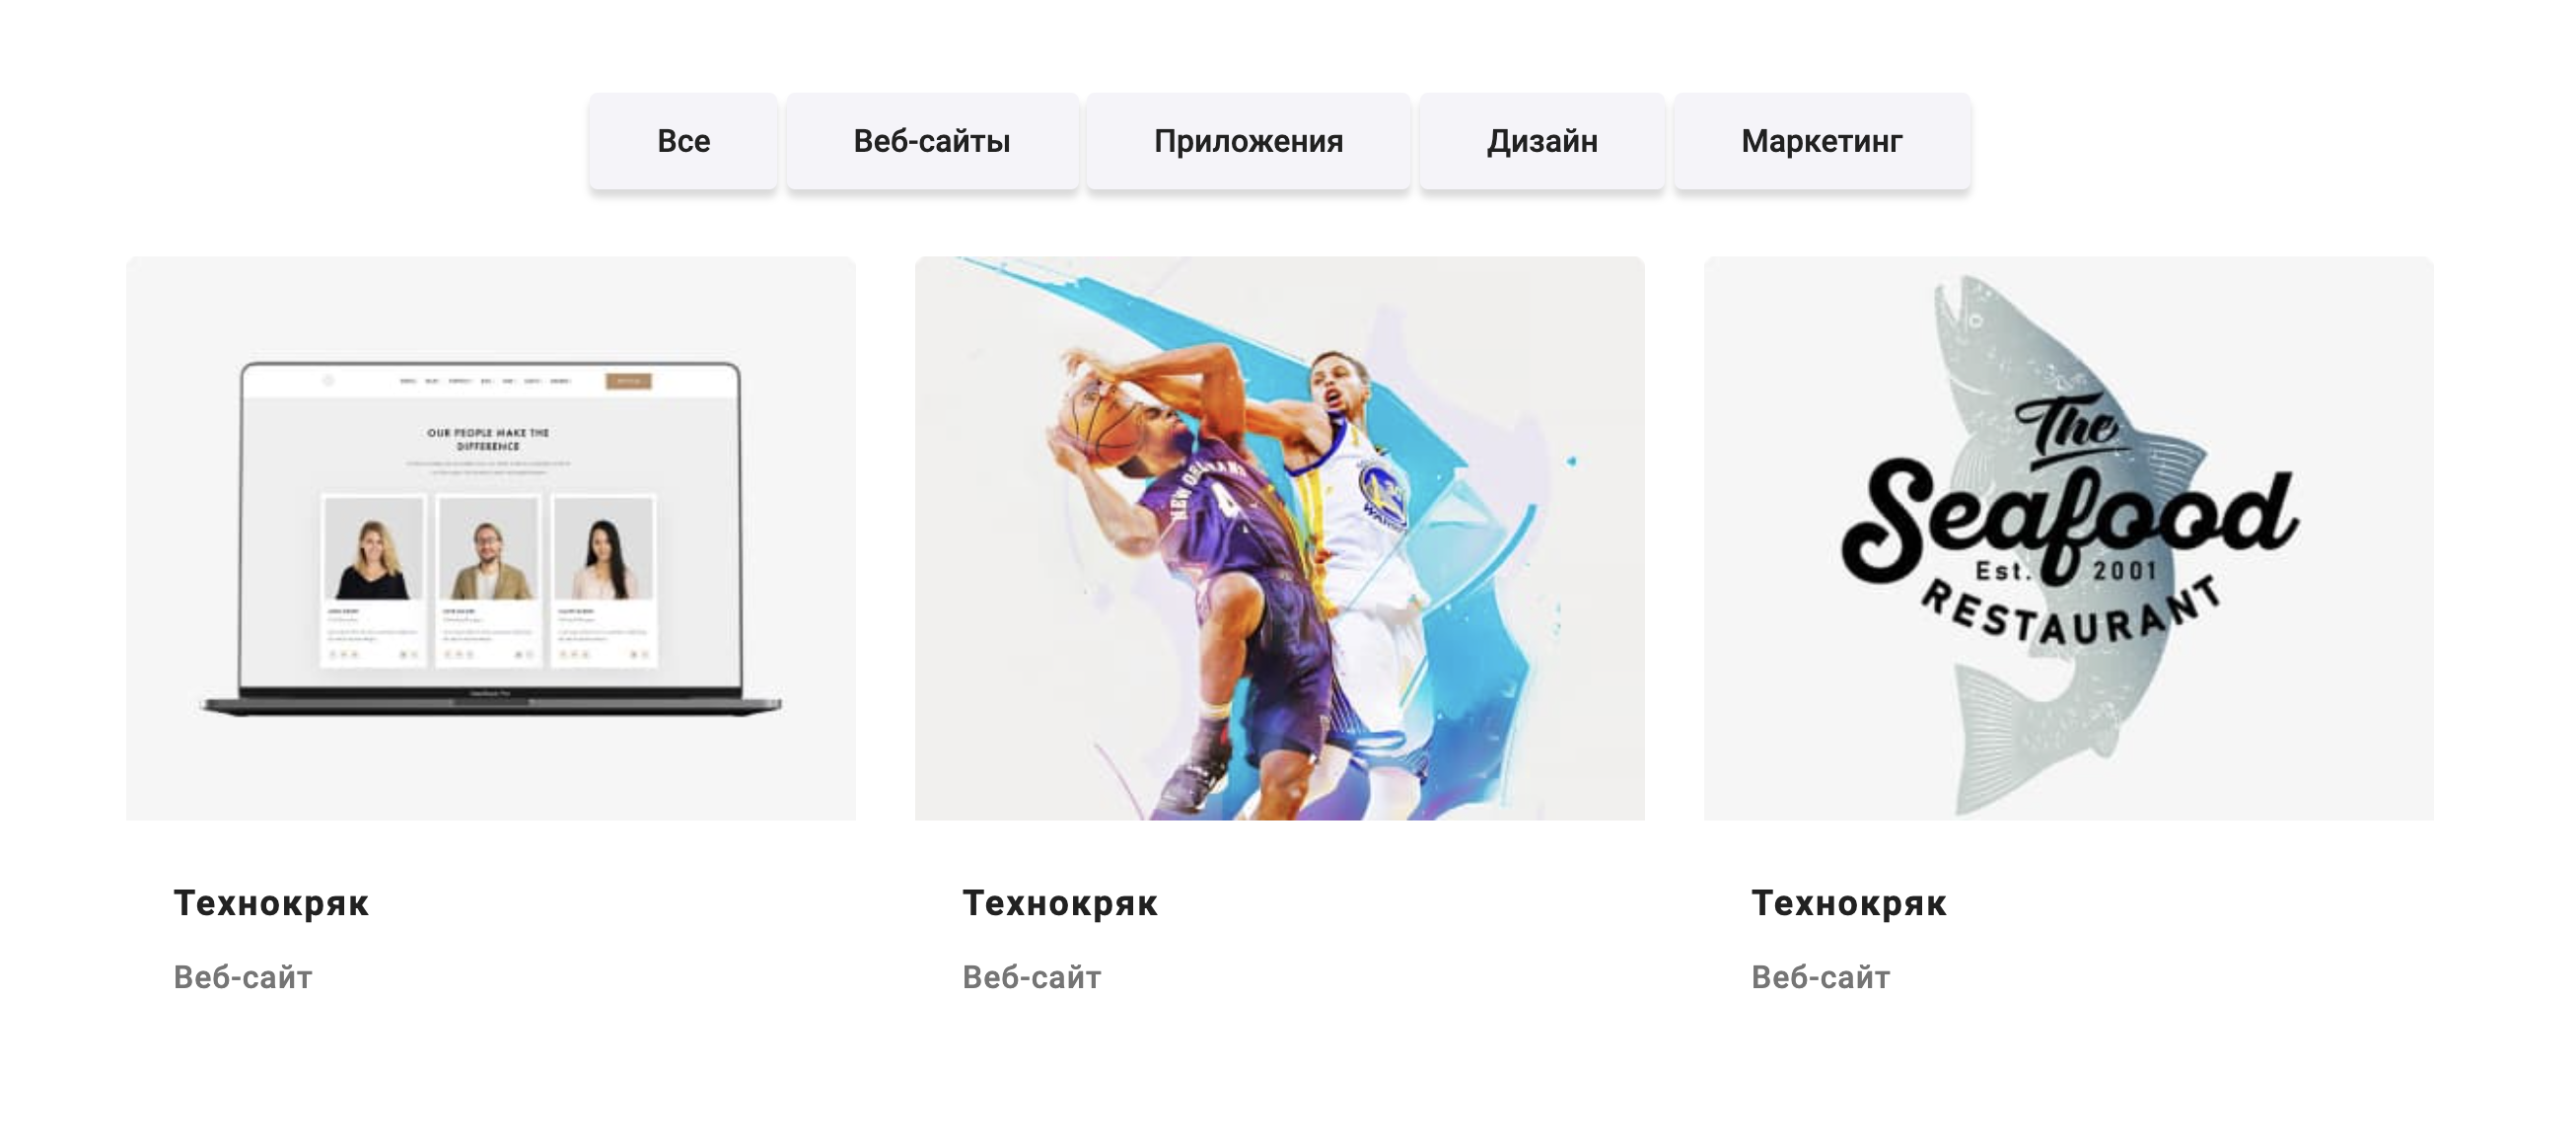 Все
Веб-сайты
Приложения
Дизайн
Маркетинг
OUR PEOPLE MAKE THE
DIFFERENCE
NEW ORLEANS
4
The
Seafood
Est. 2001
RESTAURANT
Технокряк
Технокряк
Технокряк
Веб-сайт
Веб-сайт
Веб-сайт